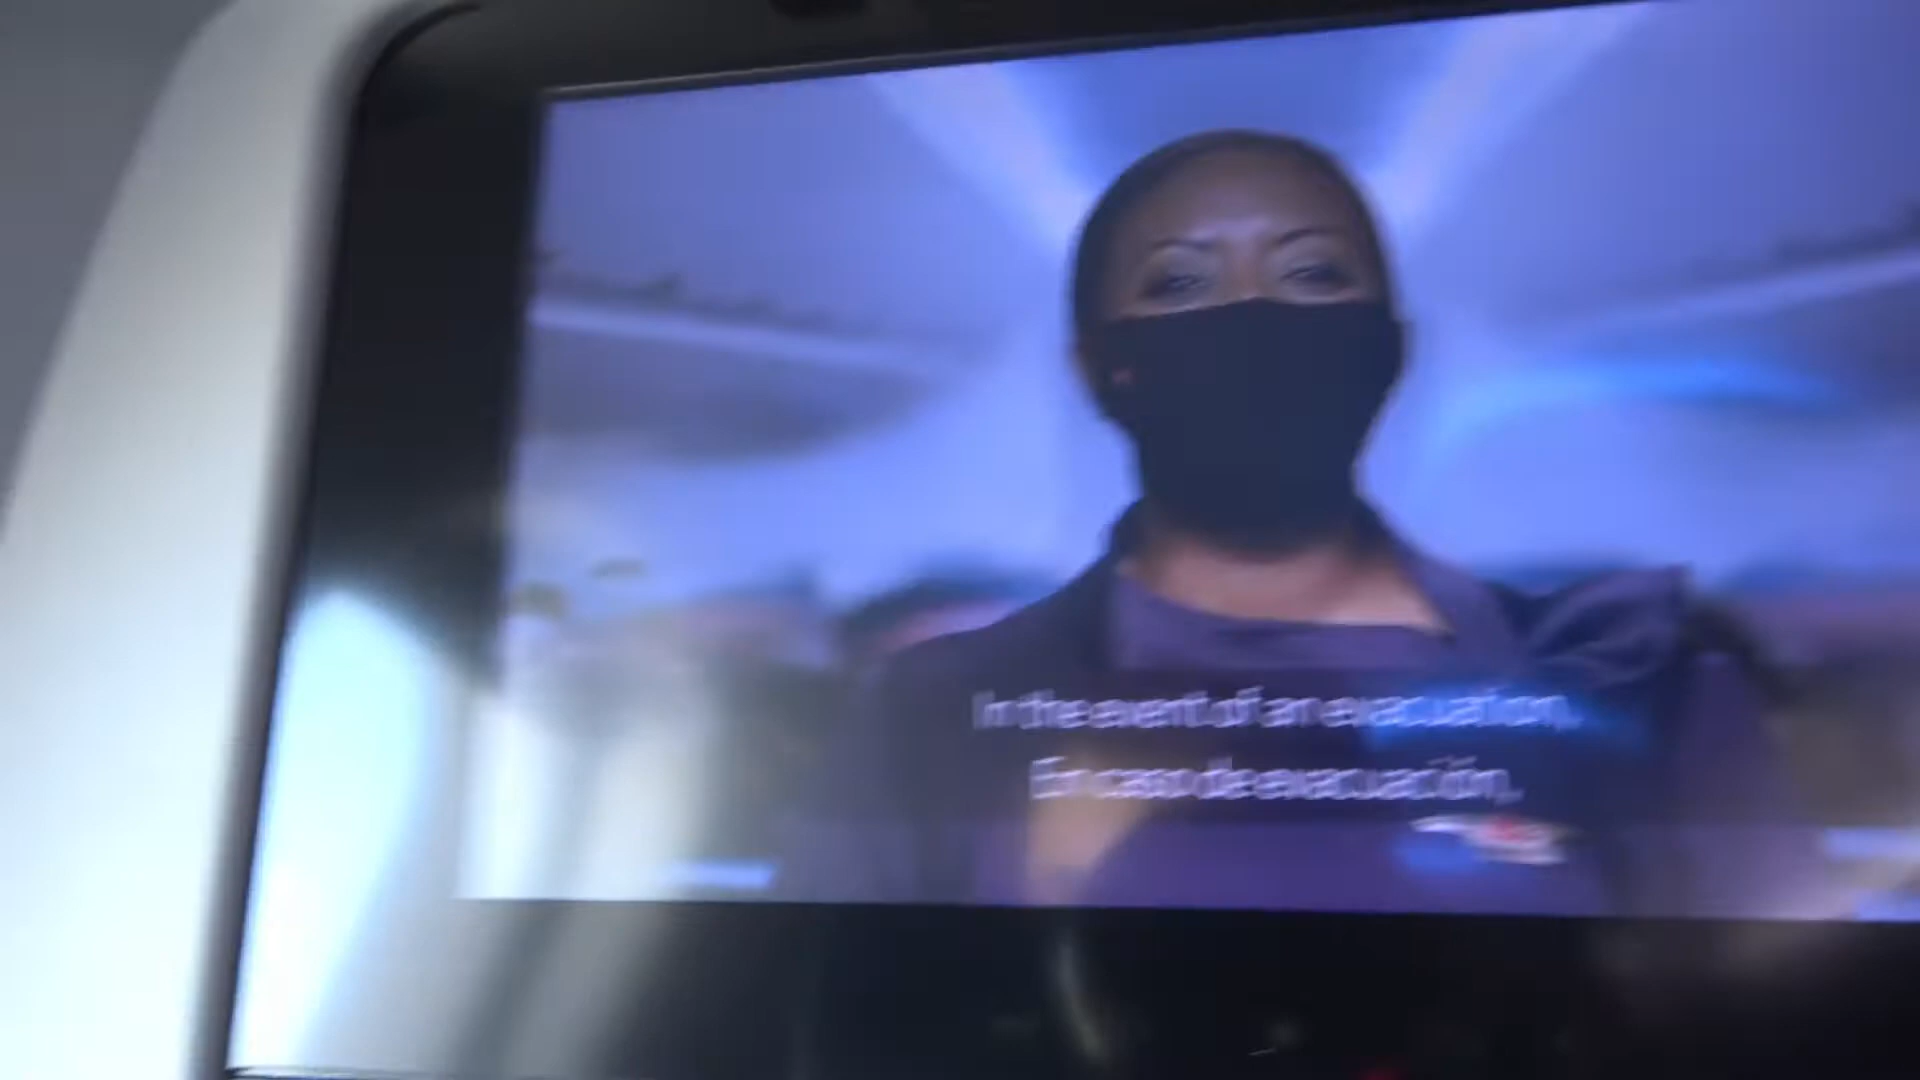 In the event of an evacuation,
En caso de evacuación,